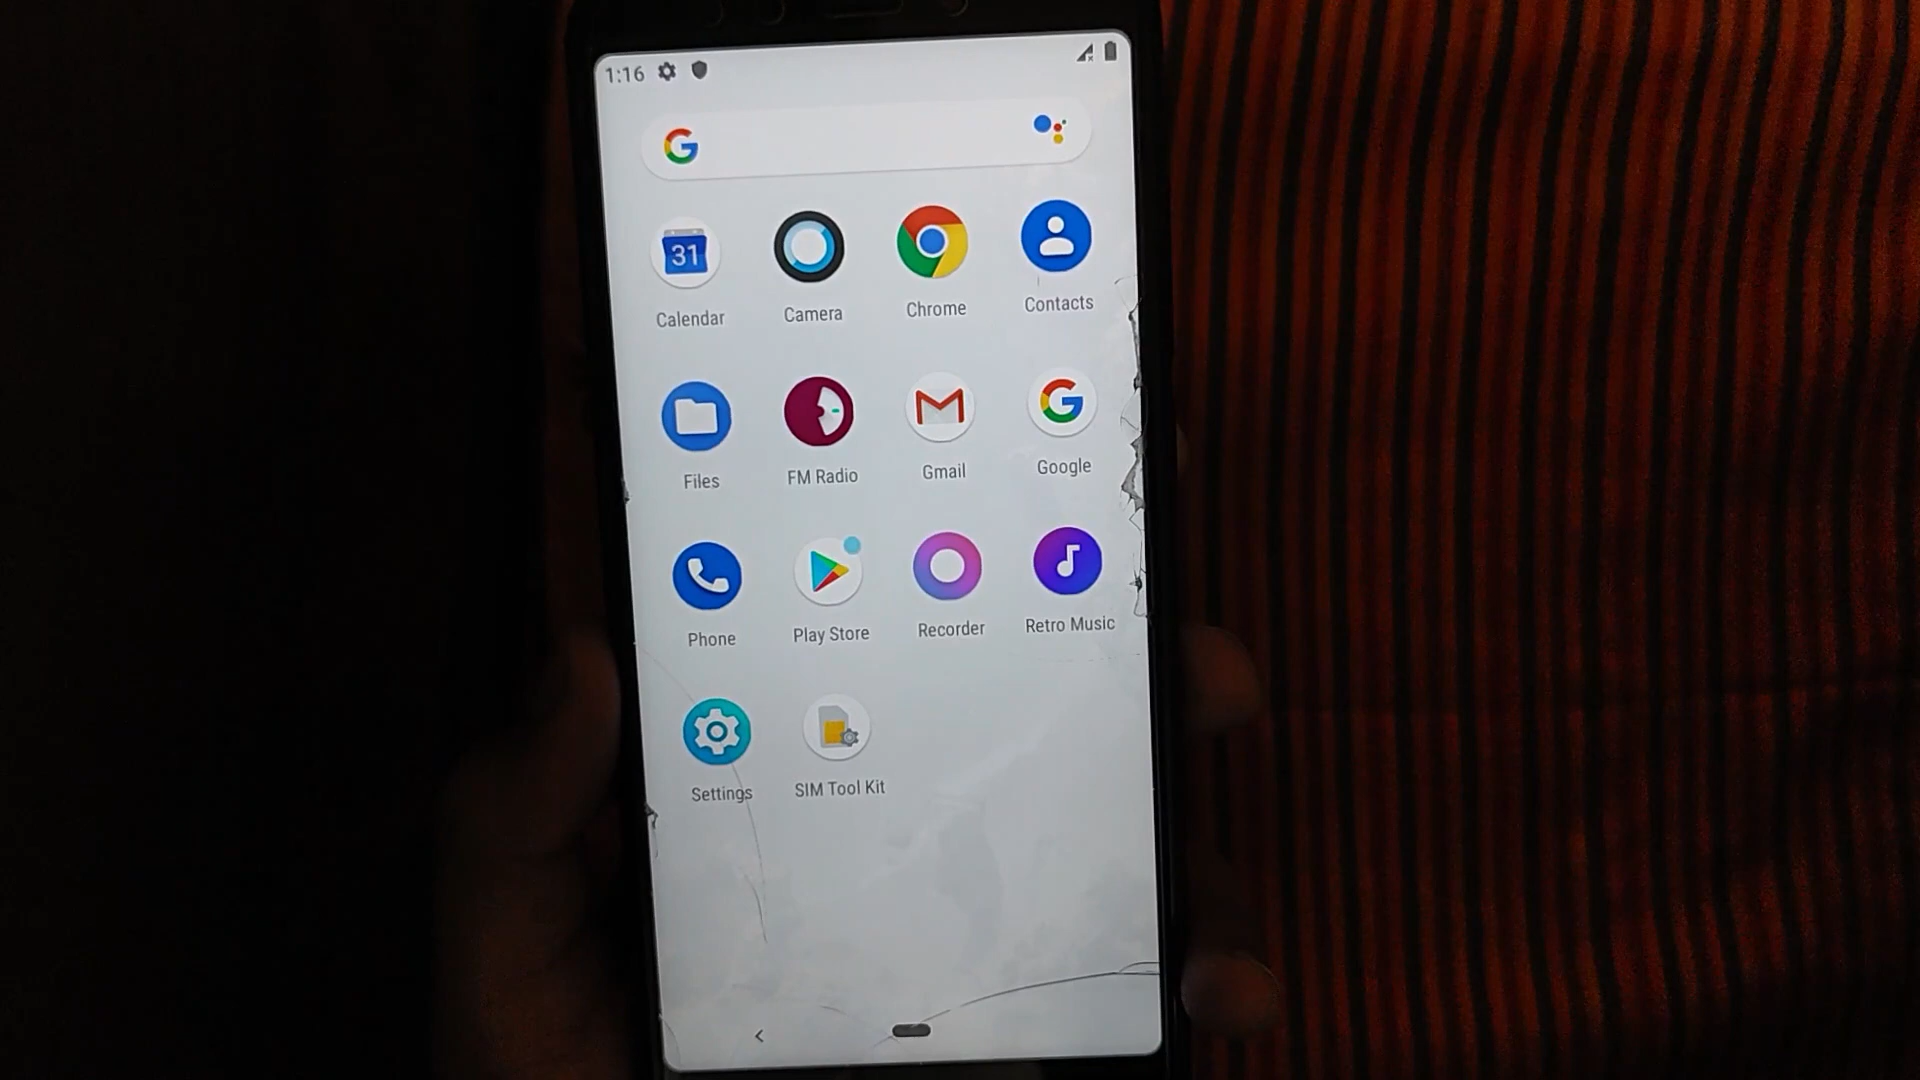 1:16
31
Calendar
Camera
Chrome
Contacts
Files
FM Radio
Gmail
Google
Phone
Play Store
Recorder
Retro Music
Settings
SIM Tool Kit